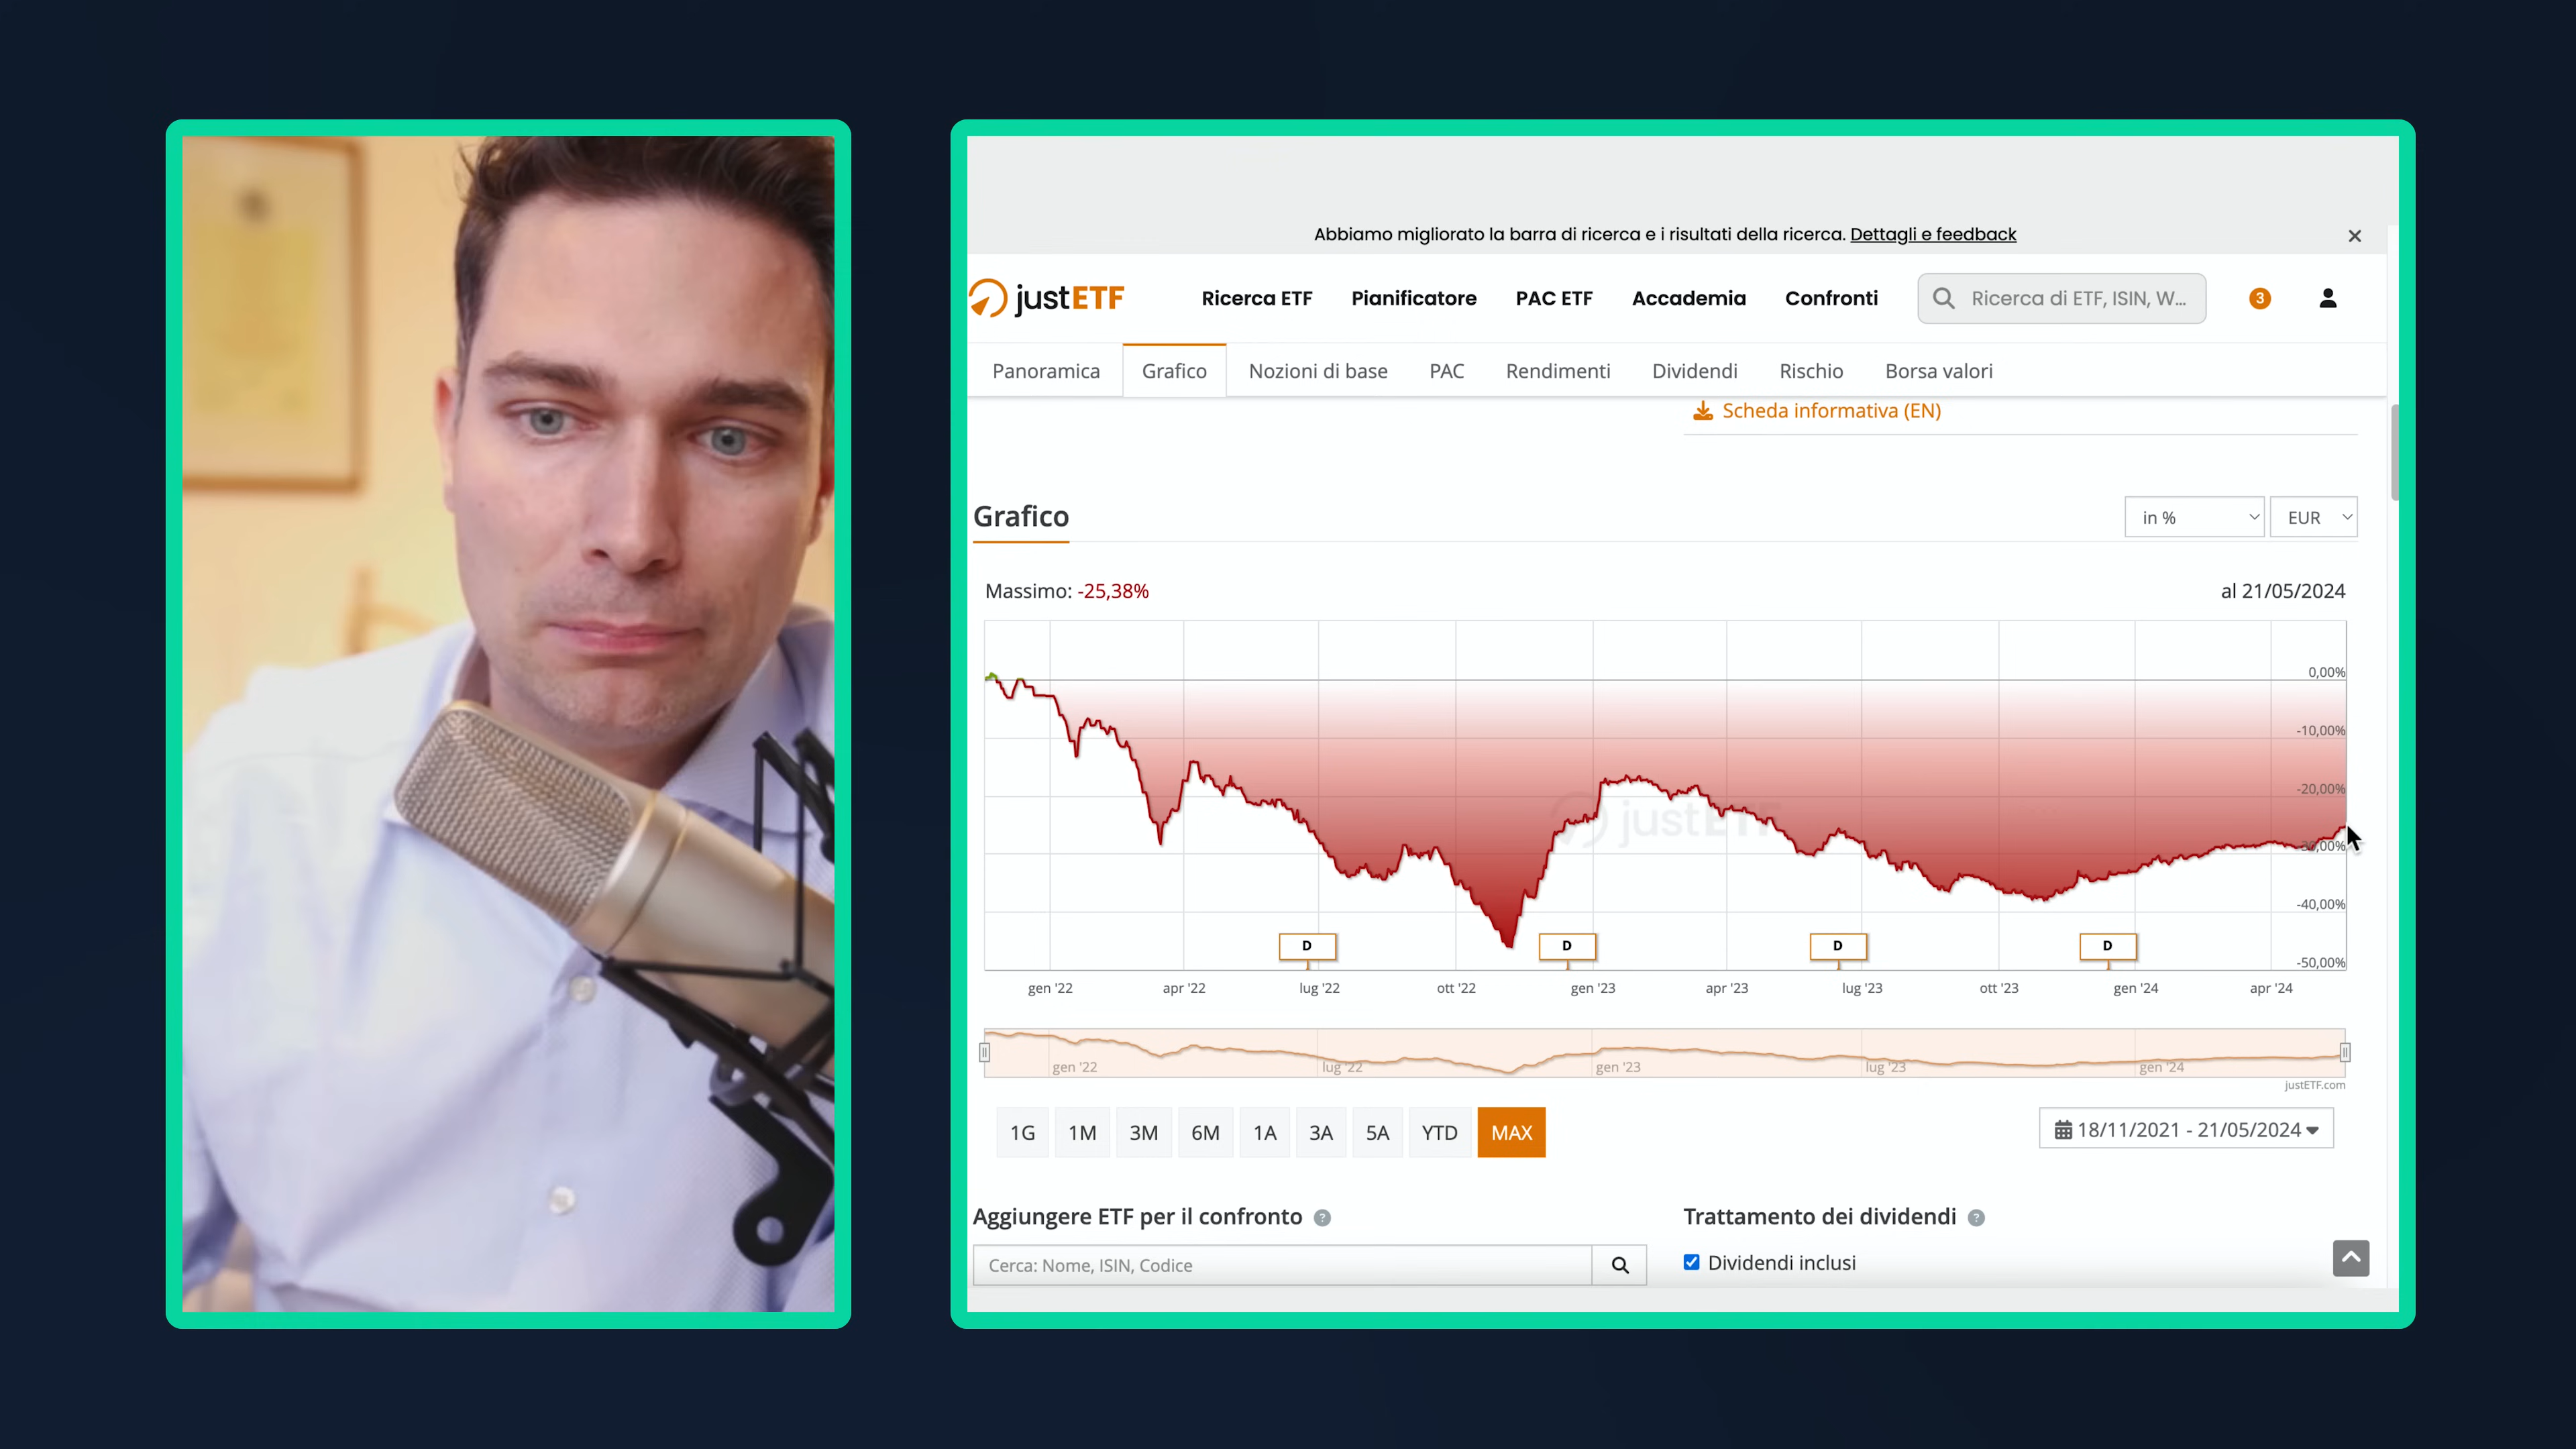 Abbiamo migliorato la barra di ricerca e i risultati della ricerca. Dettagli e feedback
justETF
Ricerca ETF
Pianificatore
PAC ETF
Accademia
Confronti
Ricerca di ETF, ISIN, W...
3
Panoramica
Grafico
Nozioni di base
PAC
Rendimenti
Dividendi
Rischio
Borsa valori
Scheda informativa (EN)
Grafico
in %
EUR
Massimo: -25,38%
al 21/05/2024
0,00%
-10,00%
-20,00%
justETF
-30,00%
-40,00%
D
D
D
D
-50,00%
gen '22
apr '22
lug '22
ott '22
gen '23
apr '23
lug '23
ott '23
gen '24
apr '24
gen '22
lug '22
gen '23
lug '23
gen '24
justETF.com
1G
1M
3M
6M
1A
3A
5A
YTD
MAX
18/11/2021 - 21/05/2024
Aggiungere ETF per il confronto ?
Trattamento dei dividendi ?
Cerca: Nome, ISIN, Codice
Dividendi inclusi